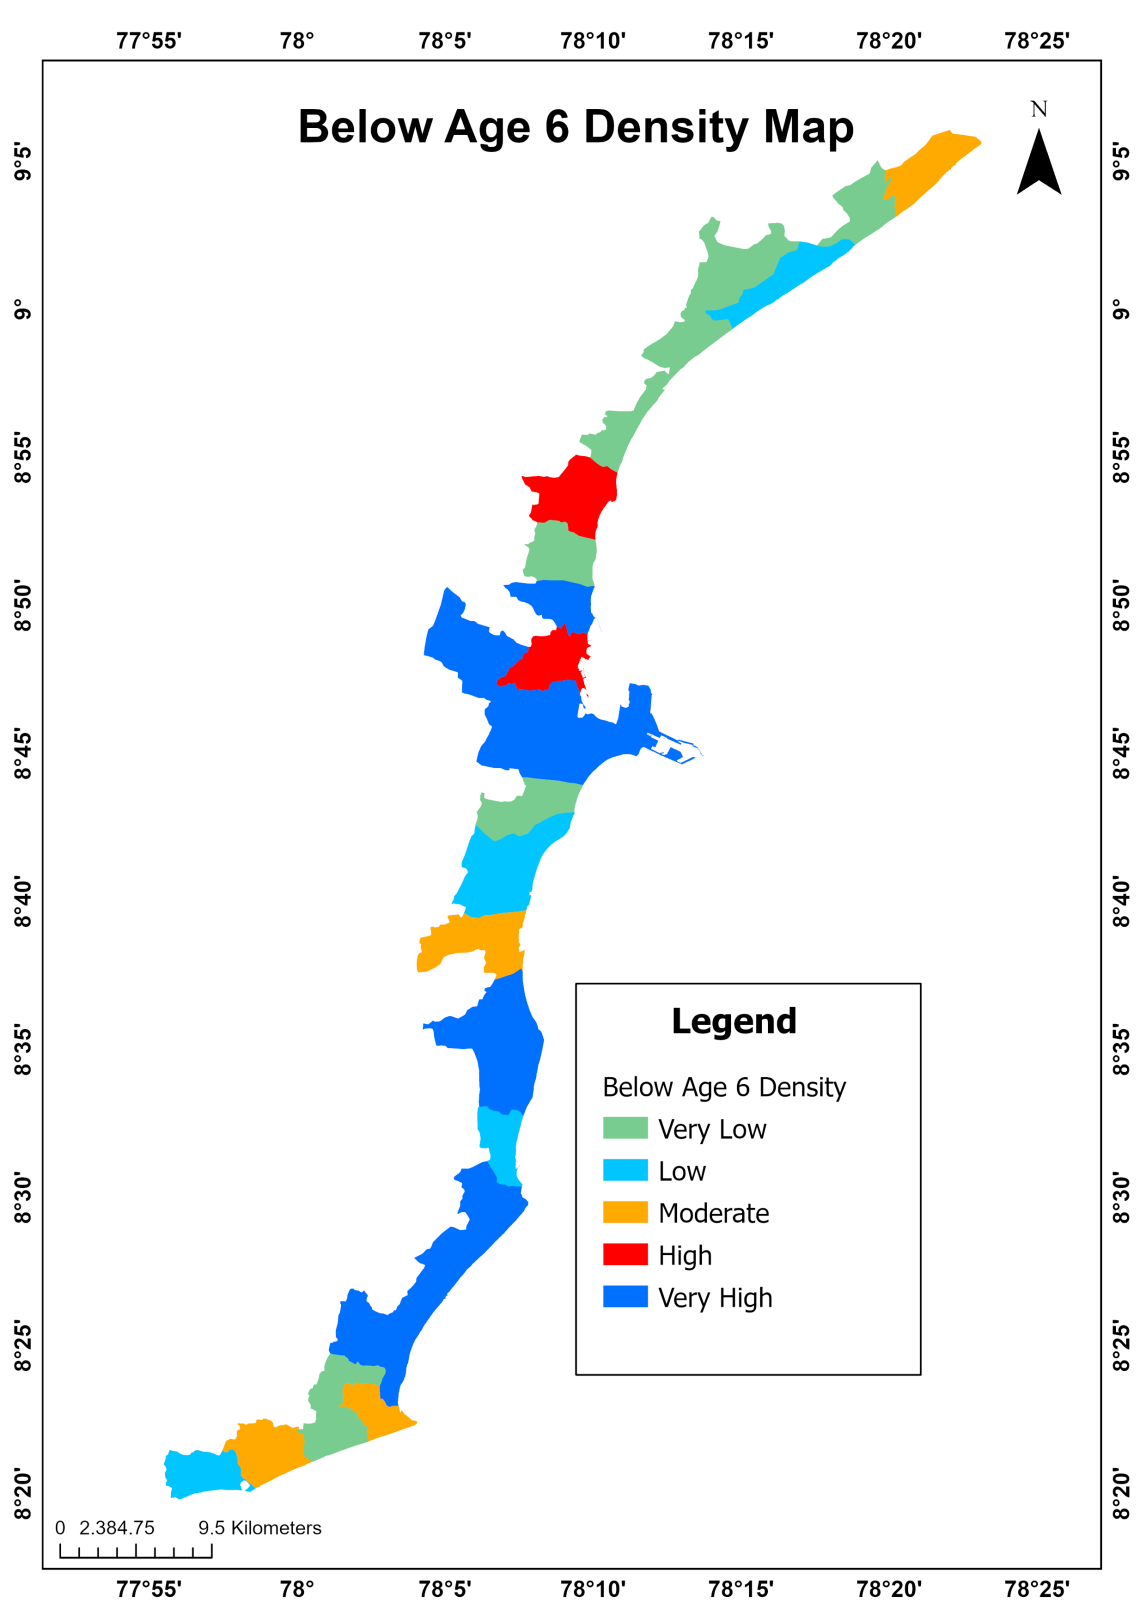 77°55' 78° 78°5' 78°10' 78°15' 78°20' 78°25'
N
Below Age 6 Density Map
9°5' 9°5'
9° 9°
8°55' 8°55'
8°50' 8°50'
8°45' 8°45'
8°40' 8°40'
8°35' 8°35'
8°30' 8°30'
8°25' 8°25'
8°20' 8°20'
Legend
Below Age 6 Density
Very Low
Low
Moderate
High
Very High
0 2.384.75 9.5 Kilometers
77°55' 78° 78°5' 78°10' 78°15' 78°20' 78°25'